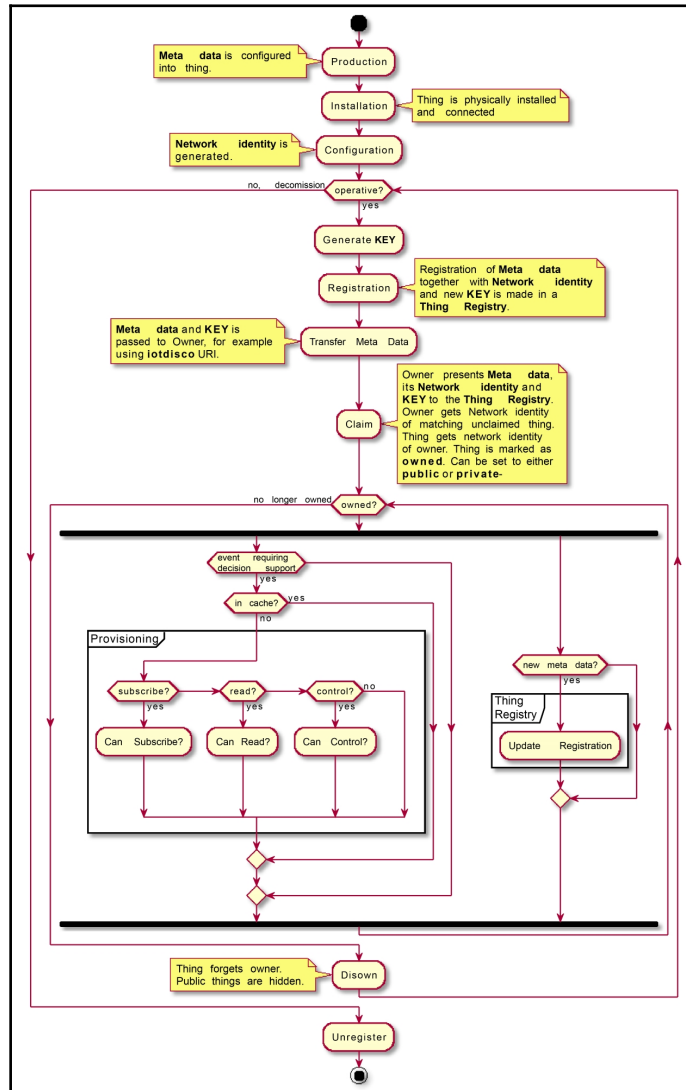 Meta data is configured
into thing.
Production
Installation
Thing is physically installed
and connected
Network identity is
generated.
Configuration
no, decomission
operative?
yes
Generate KEY
Registration
Registration of Meta data
together with Network identity
and new KEY is made in a
Thing Registry.
Meta data and KEY is
passed to Owner, for example
using iotdisco URI.
Transfer Meta Data
Owner presents Meta data,
its Network identity and
KEY to the Thing Registry.
Owner gets Network identity
of matching unclaimed thing.
Thing gets network identity
of owner. Thing is marked as
owned. Can be set to either
public or private-
Claim
no longer owned
owned?
event requiring
decision support
yes
in cache?
yes
no
Provisioning
subscribe?
read?
control?
no
yes
yes
yes
Can Subscribe?
Can Read?
Can Control?
new meta data?
yes
Thing
Registry
Update Registration
Thing forgets owner.
Public things are hidden.
Disown
Unregister